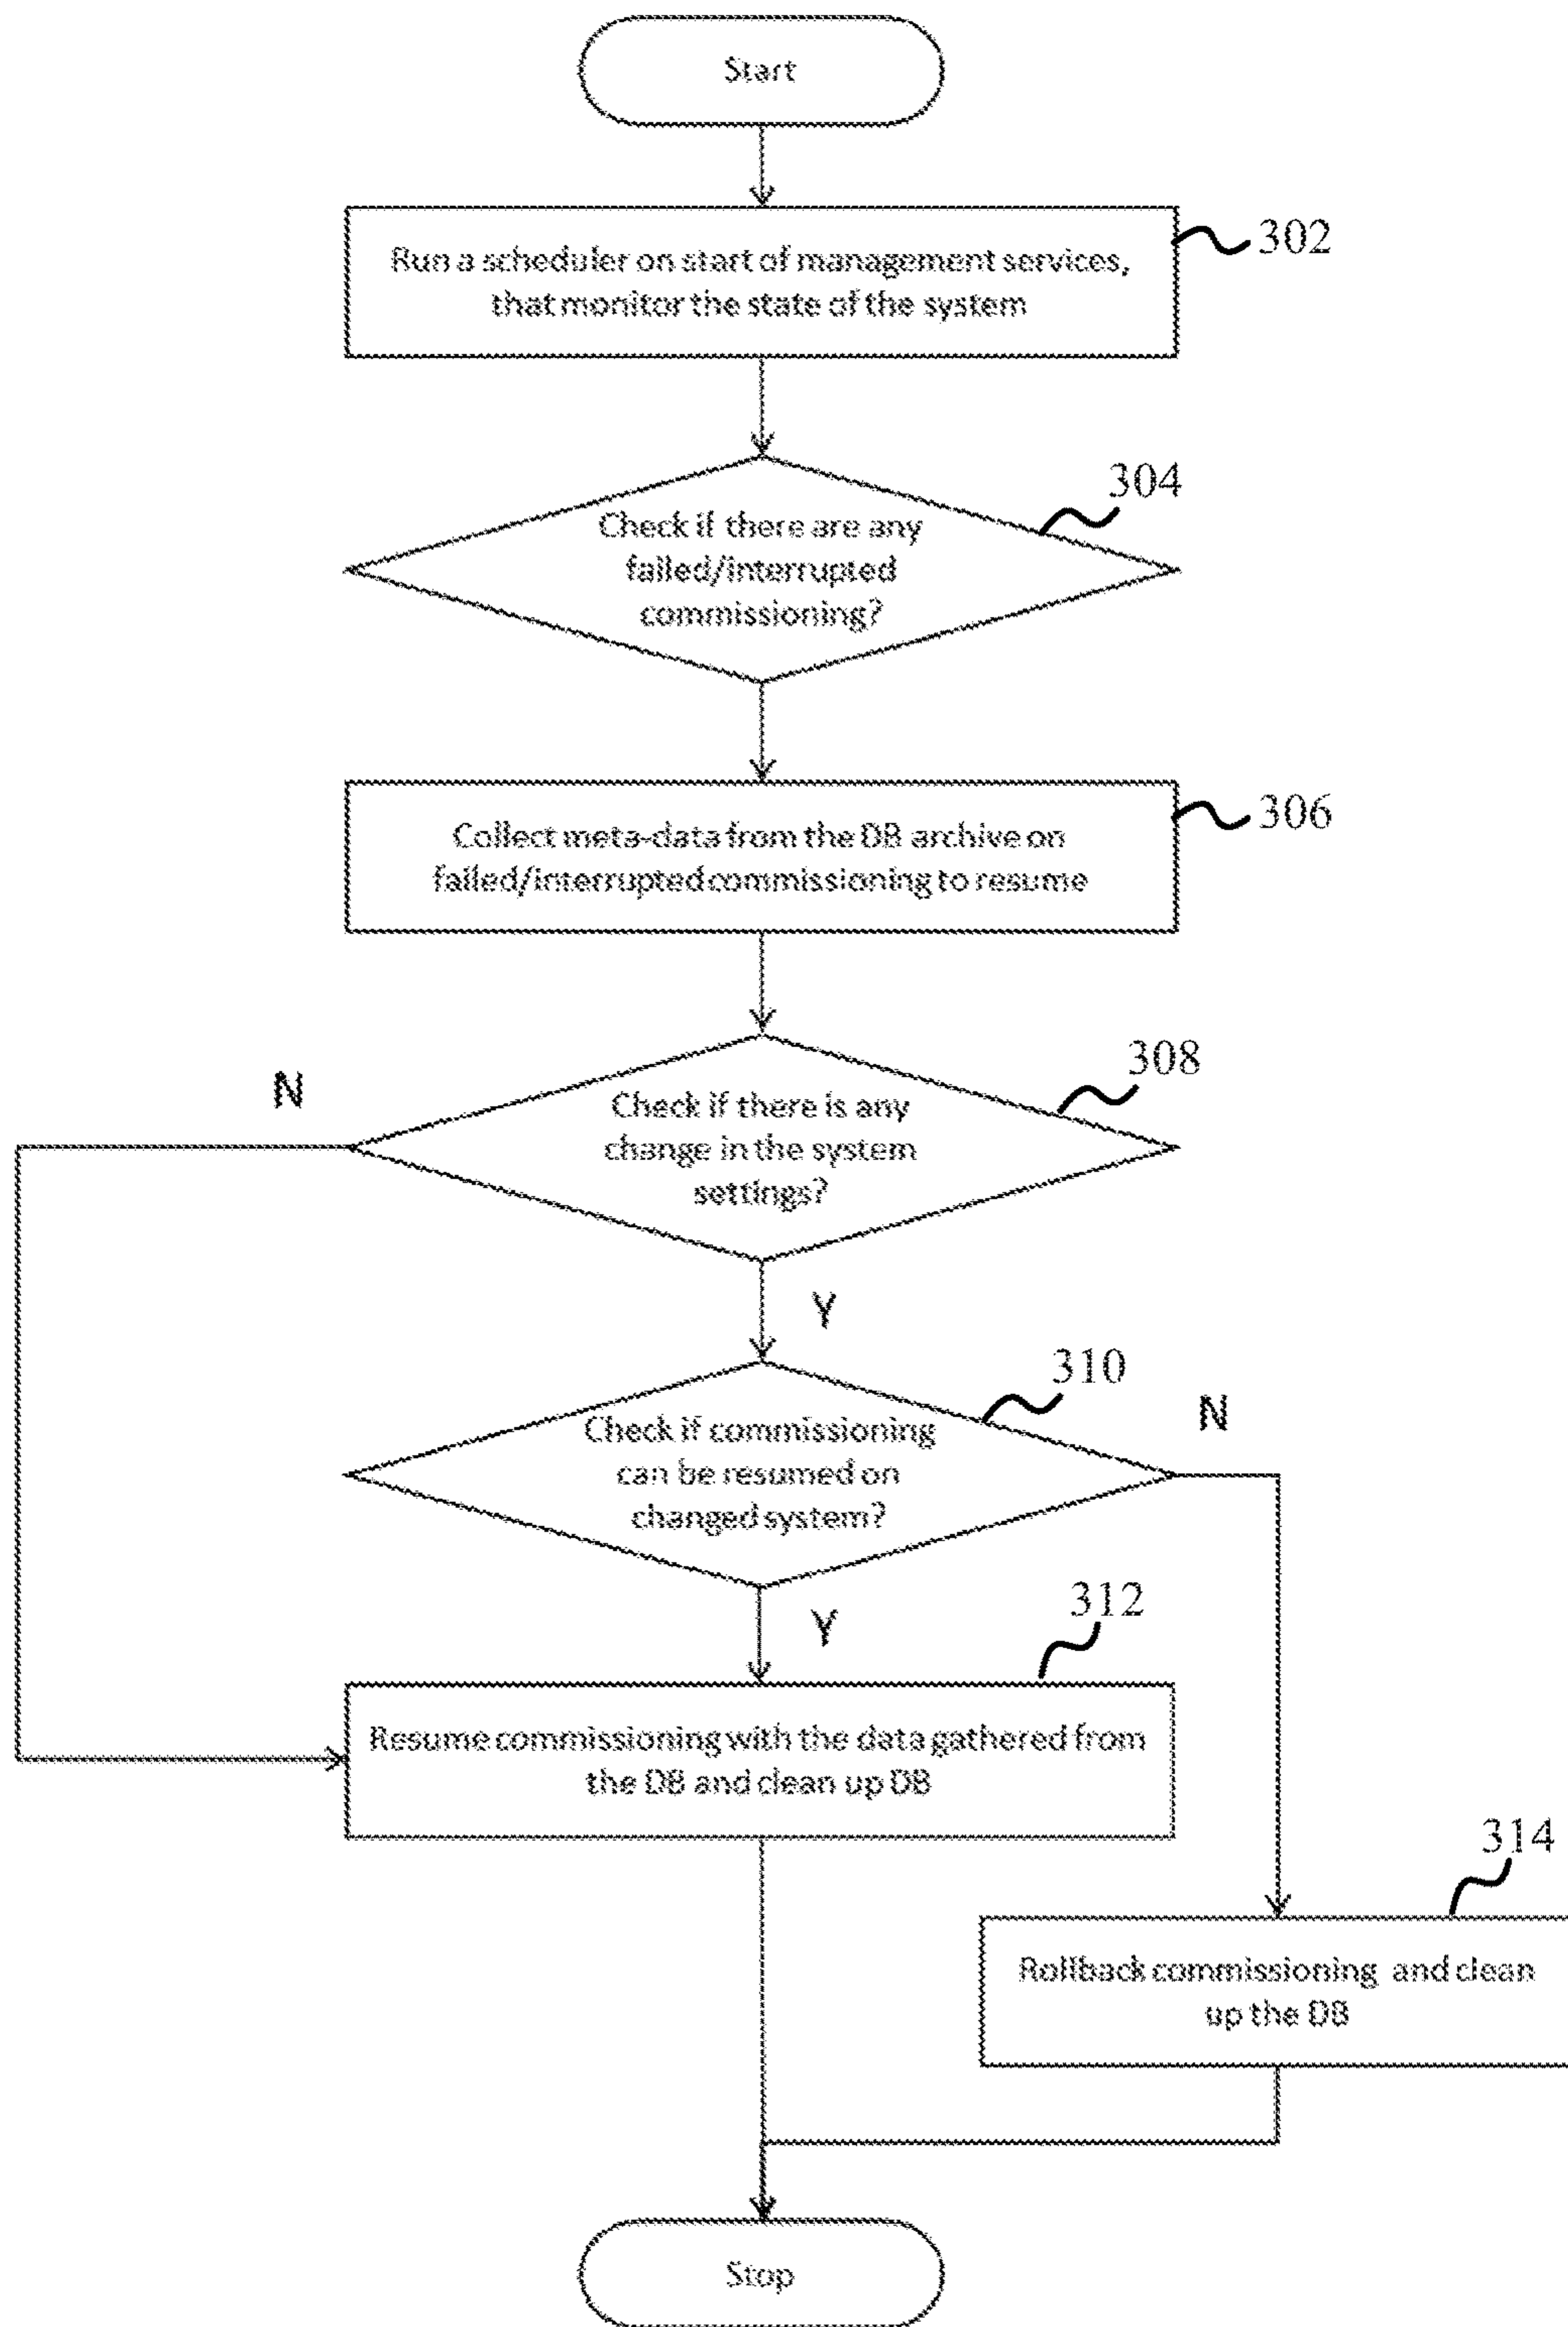 Start
Run a scheduler on start of management services,
that monitor the state of the system
302
Check if there are any
failed/interrupted
commissioning?
304
Collect meta-data from the DB archive on
failed/interrupted commissioning to resume
306
Check if there is any
change in the system
settings?
308
N
Y
Check if commissioning
can be resumed on
changed system?
310
N
Y
312
Resume commissioning with the data gathered from
the DB and clean up DB
314
Rollback commissioning and clean
up the DB
Stop